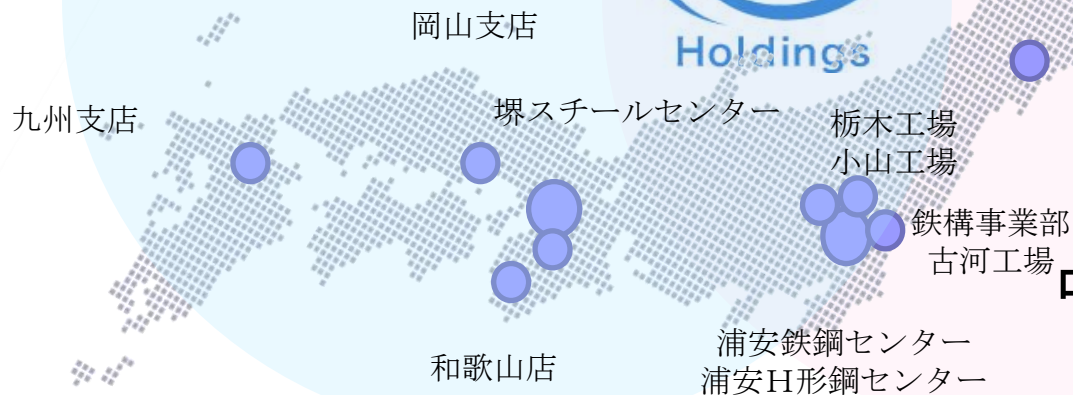 岡山支店
Holdings
九州支店
堺スチールセンター
栃木工場
小山工場
鉄構事業部
古河工場
浦安鉄鋼センター
浦安H形鋼センター
和歌山店